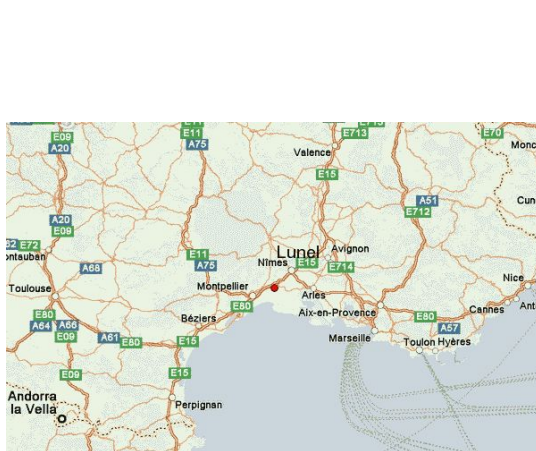 E09
A20
E11
A75
E713
E70
Monc
Valence
E15
A51
E712
Cun
A20
E09
E72
ontauban
A68
E11
A75
Lunel
Nîmes
E15
Avignon
E714
Toulouse
Montpellier
Arles
Nice
E80
E80
A64
A66
E09
Béziers
Aix-en-Provence
E80
Cannes
Ant
A61
E80
E15
Marseille
A57
Toulon
Hyères
E09
E15
Andorra
la Vella
Perpignan